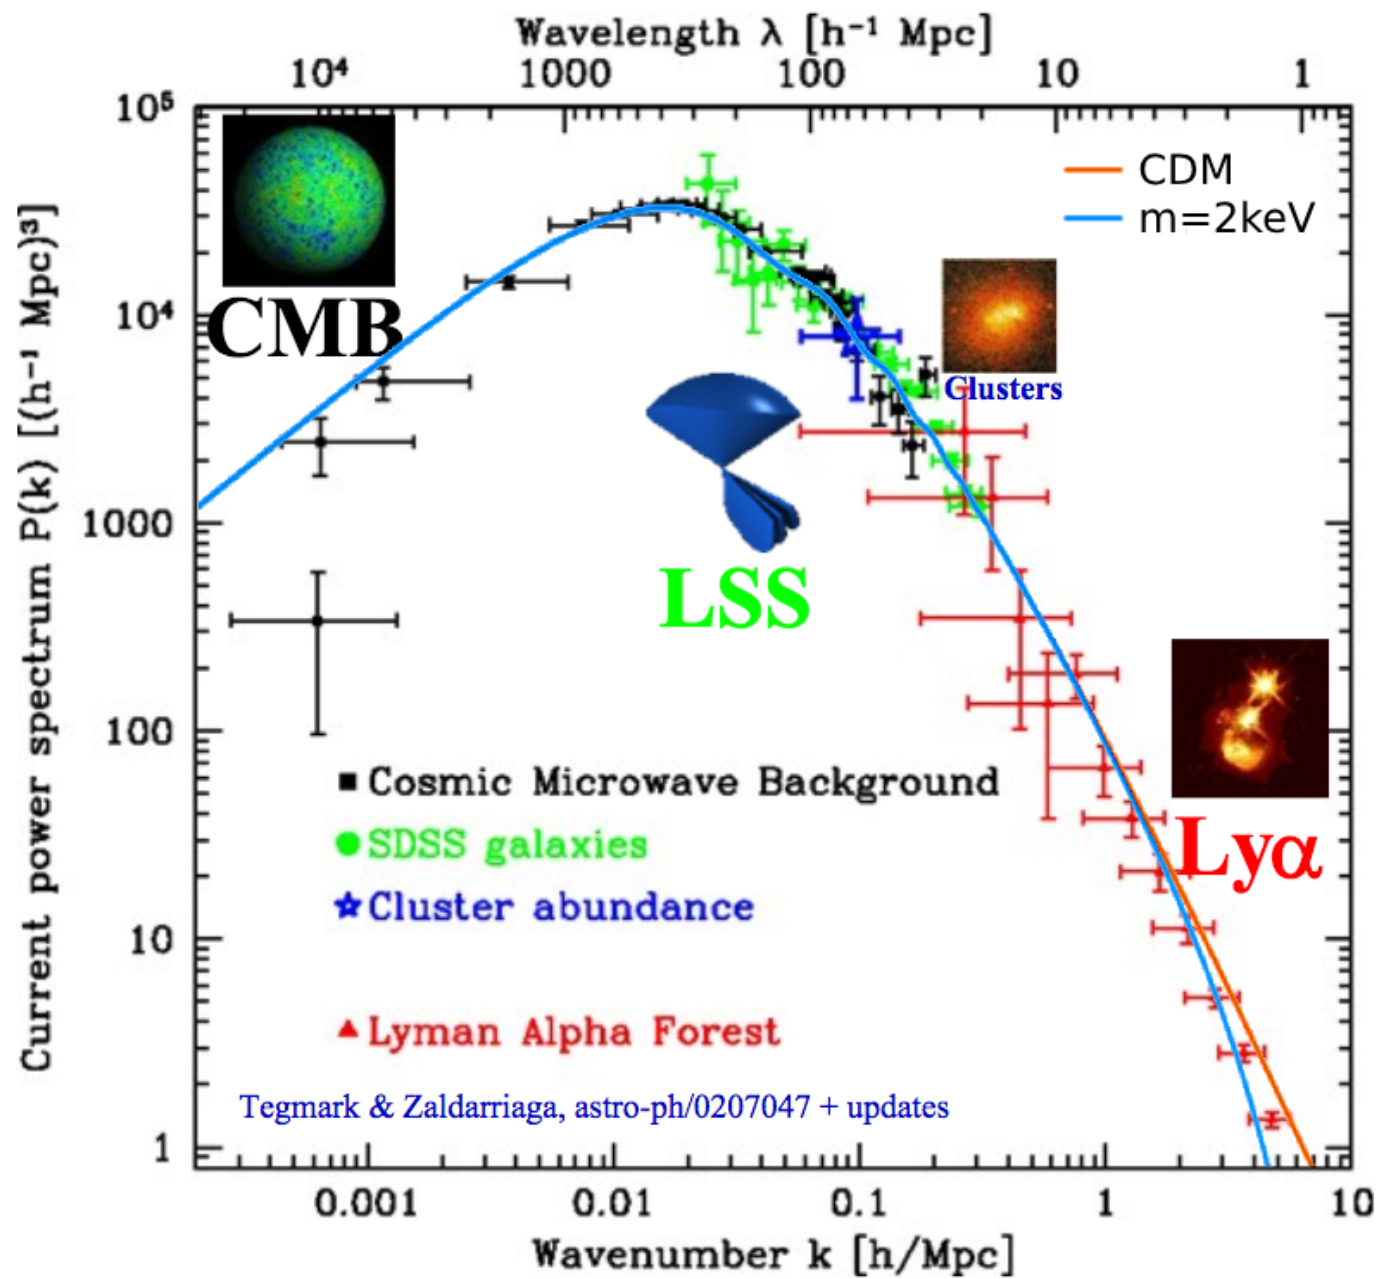 Wavelength λ [h⁻¹ Mpc]
10⁴ 1000 100 10 1
10⁵
CDM
m=2keV
10⁴
CMB
Clusters
1000
LSS
100
Cosmic Microwave Background
SDSS galaxies
Lyα
Cluster abundance
10
Lyman Alpha Forest
Tegmark & Zaldarriaga, astro-ph/0207047 + updates
1
Current power spectrum P(k) [(h⁻¹ Mpc)³]
0.001 0.01 0.1 1 10
Wavenumber k [h/Mpc]